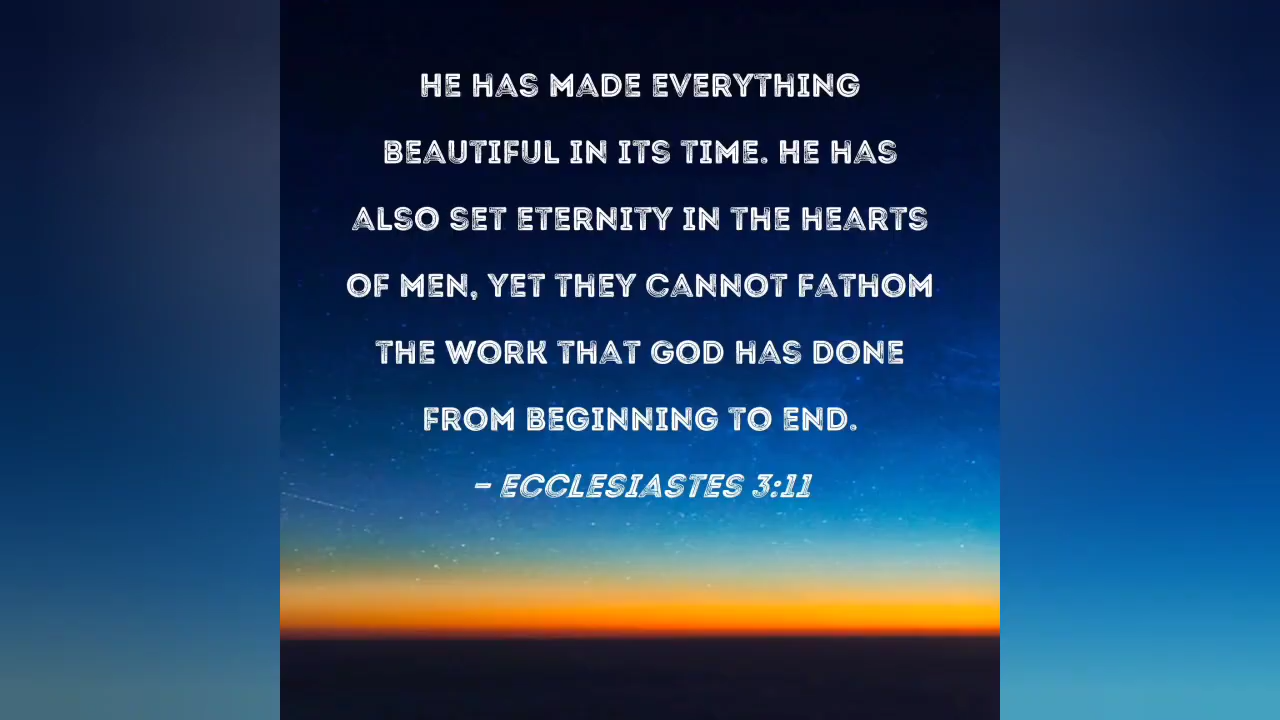 HE HAS MADE EVERYTHING
BEAUTIFUL IN ITS TIME. HE HAS
ALSO SET ETERNITY IN THE HEARTS
OF MEN, YET THEY CANNOT FATHOM
THE WORK THAT GOD HAS DONE
FROM BEGINNING TO END.
– ECCLESIASTES 3:11